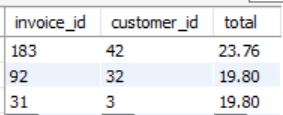 invoice_id customer_id total
183 42 23.76
92 32 19.80
31 3 19.80